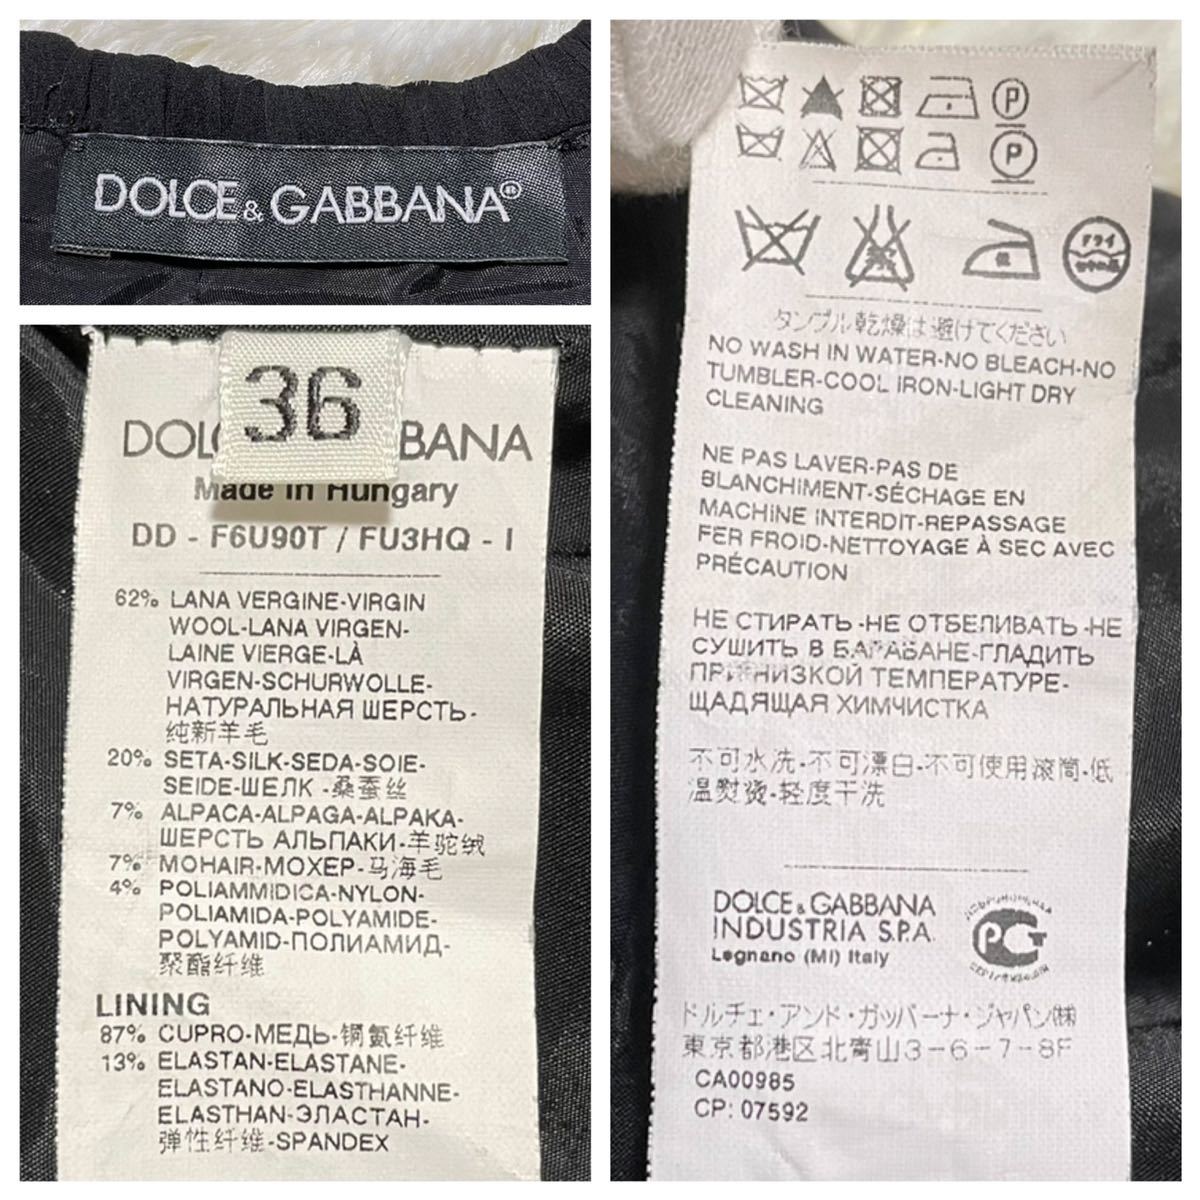 DOLCE & GABBANA®
36
Made in Hungary
DD - F6U90T / FU3HQ - I
62% LANA VERGINE-VIRGIN
WOOL-LANA VIRGEN-
LAINE VIERGE-LÀ
VIRGEN-SCHURWOLLE-
НАТУРАЛЬНАЯ ШЕРСТЬ-
纯新羊毛
20% SETA-SILK-SEDA-SOIE-
SEIDE-ШЕЛК -桑蚕丝
7% ALPACA-ALPAGA-ALPAKA-
ШЕРСТЬ АЛЬПАКИ-羊驼绒
7% MOHAIR-МОХЕР-马海毛
4% POLIAMMIDICA-NYLON-
POLIAMIDA-POLYAMIDE-
POLYAMID-ПОЛИАМИД-
聚酯纤维
LINING
87% CUPRO-МЕДЬ-铜氨纤维
13% ELASTAN-ELASTANE-
ELASTANO-ELASTHANNE-
ELASTHAN-ЭЛАСТАН-
弹性纤维-SPANDEX
P
P
低
ドライ
セキユ系
タンブル乾燥は避けてください
NO WASH IN WATER-NO BLEACH-NO
TUMBLER-COOL IRON-LIGHT DRY
CLEANING
NE PAS LAVER-PAS DE
BLANCHIMENT-SÉCHAGE EN
MACHINE INTERDIT-REPASSAGE
FER FROID-NETTOYAGE À SEC AVEC
PRÉCAUTION
НЕ СТИРАТЬ -НЕ ОТБЕЛИВАТЬ -НЕ
СУШИТЬ В БАРАБАНЕ-ГЛАДИТЬ
ПРИ НИЗКОЙ ТЕМПЕРАТУРЕ-
ЩАДЯЩАЯ ХИМЧИСТКА
不可水洗-不可漂白-不可使用滚筒-低
温熨烫-轻度干洗
DOLCE & GABBANA
INDUSTRIA S.P.A.
Legnano (MI) Italy
ドルチェ・アンド・ガッバーナ・ジャパン㈱
東京都港区北青山3-6-7-8F
CA00985
CP: 07592